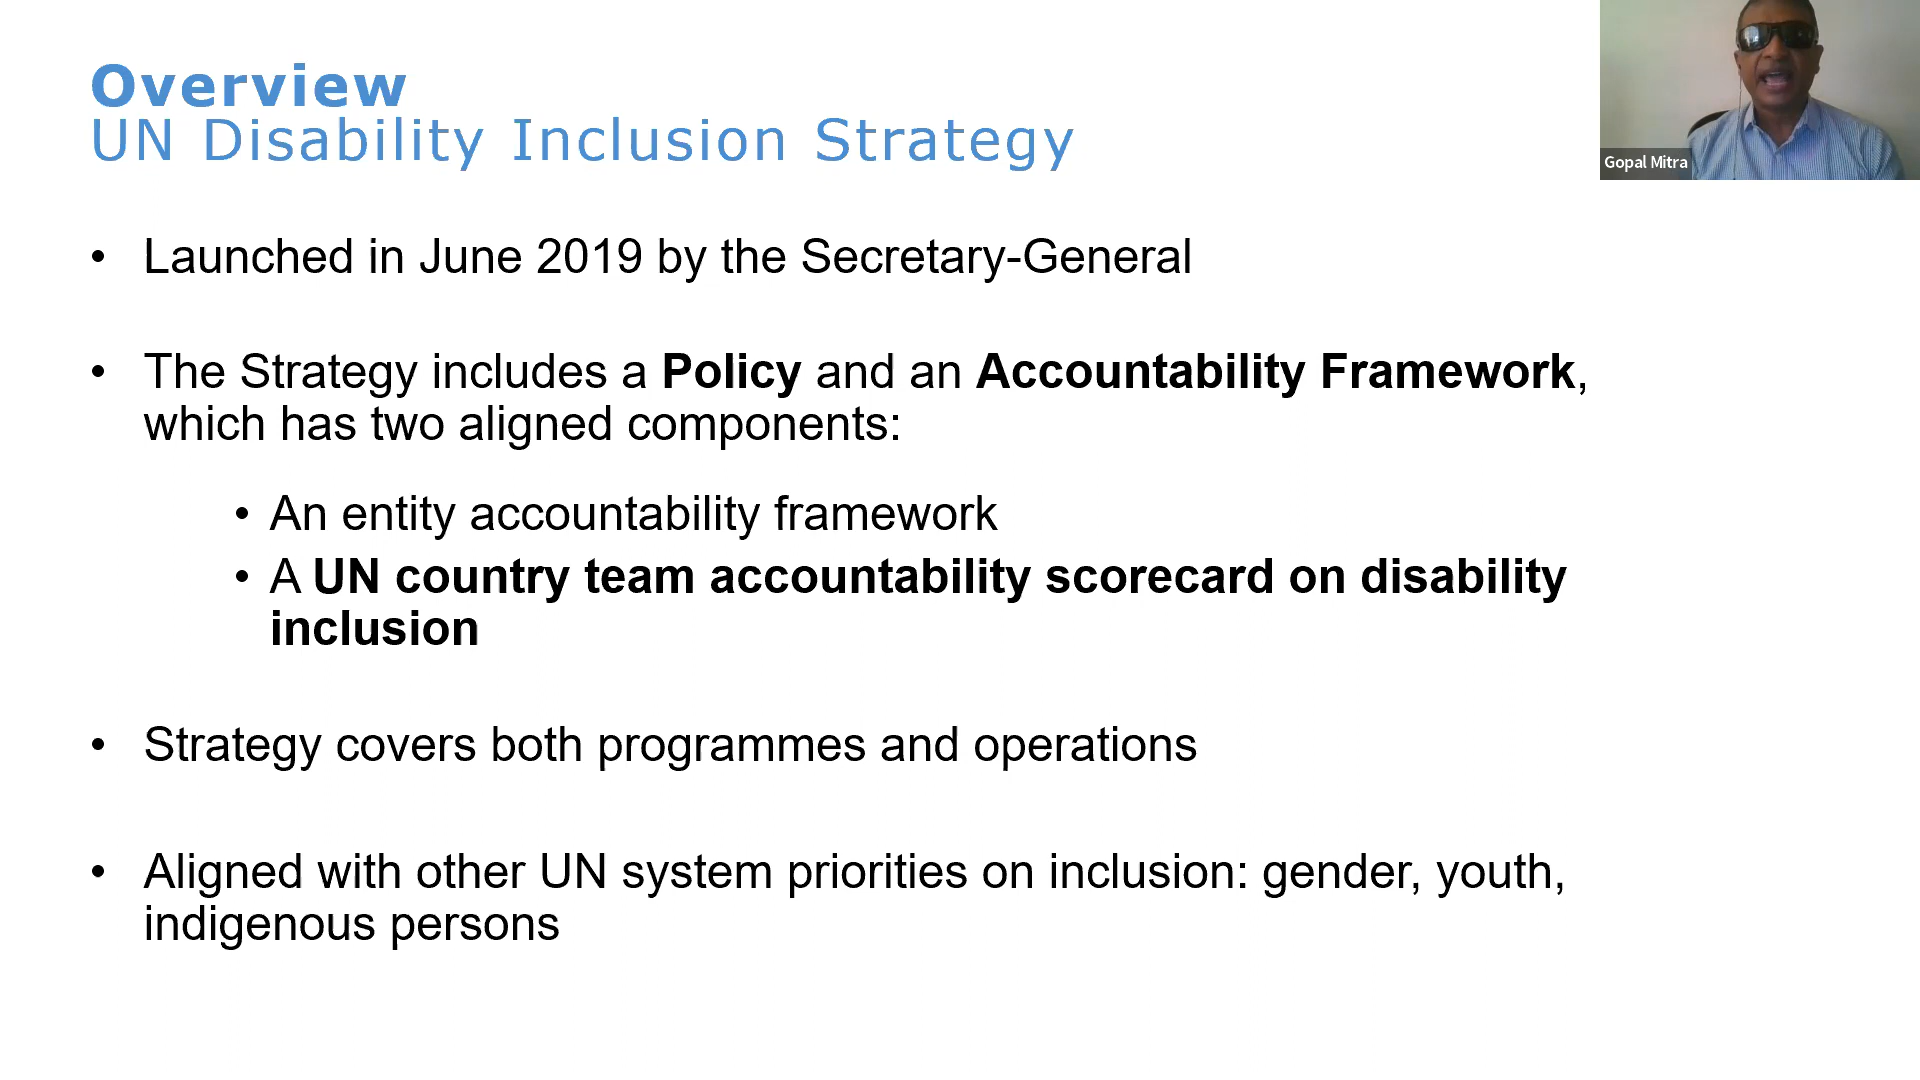 Overview
UN Disability Inclusion Strategy
Gopal Mitra
• Launched in June 2019 by the Secretary-General
• The Strategy includes a Policy and an Accountability Framework,
which has two aligned components:
• An entity accountability framework
• A UN country team accountability scorecard on disability
inclusion
• Strategy covers both programmes and operations
• Aligned with other UN system priorities on inclusion: gender, youth,
indigenous persons